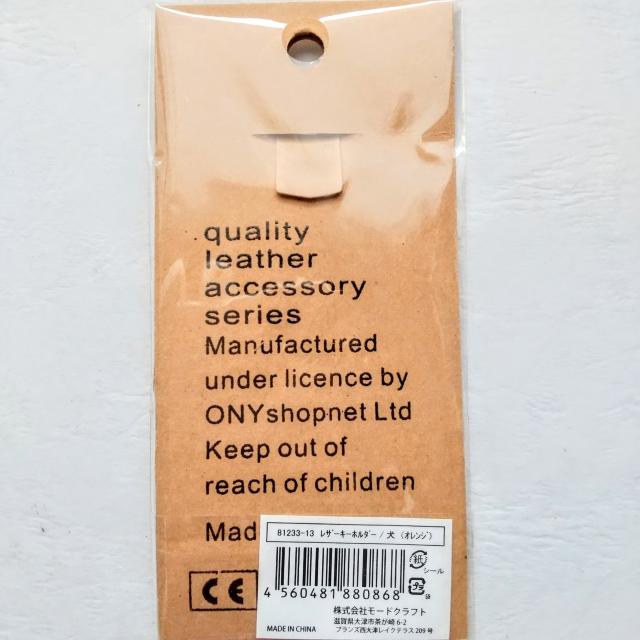 quality
leather
accessory
series
Manufactured
under licence by
ONYshopnet Ltd
Keep out of
reach of children
Mad
81233-13 レザーキーホルダー / 犬 (オレンジ)
CE
4 560481 880868
紙
シール
プラ
袋
株式会社モードクラフト
滋賀県大津市茶が崎 6-2
MADE IN CHINA ブランズ西大津レイクテラス 209 号